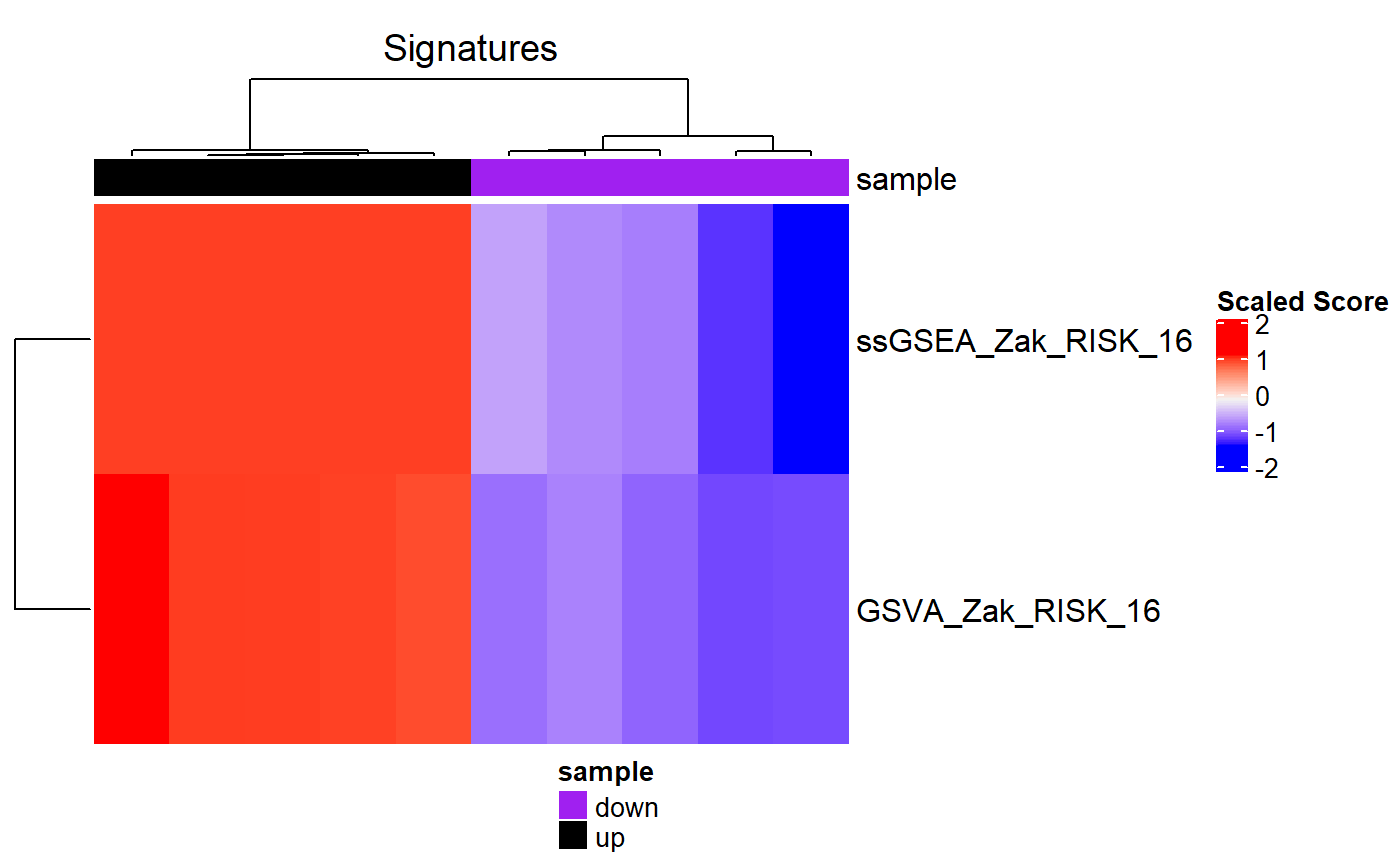 Signatures
sample
ssGSEA_Zak_RISK_16
GSVA_Zak_RISK_16
Scaled Score
2
1
0
-1
-2
sample
down
up